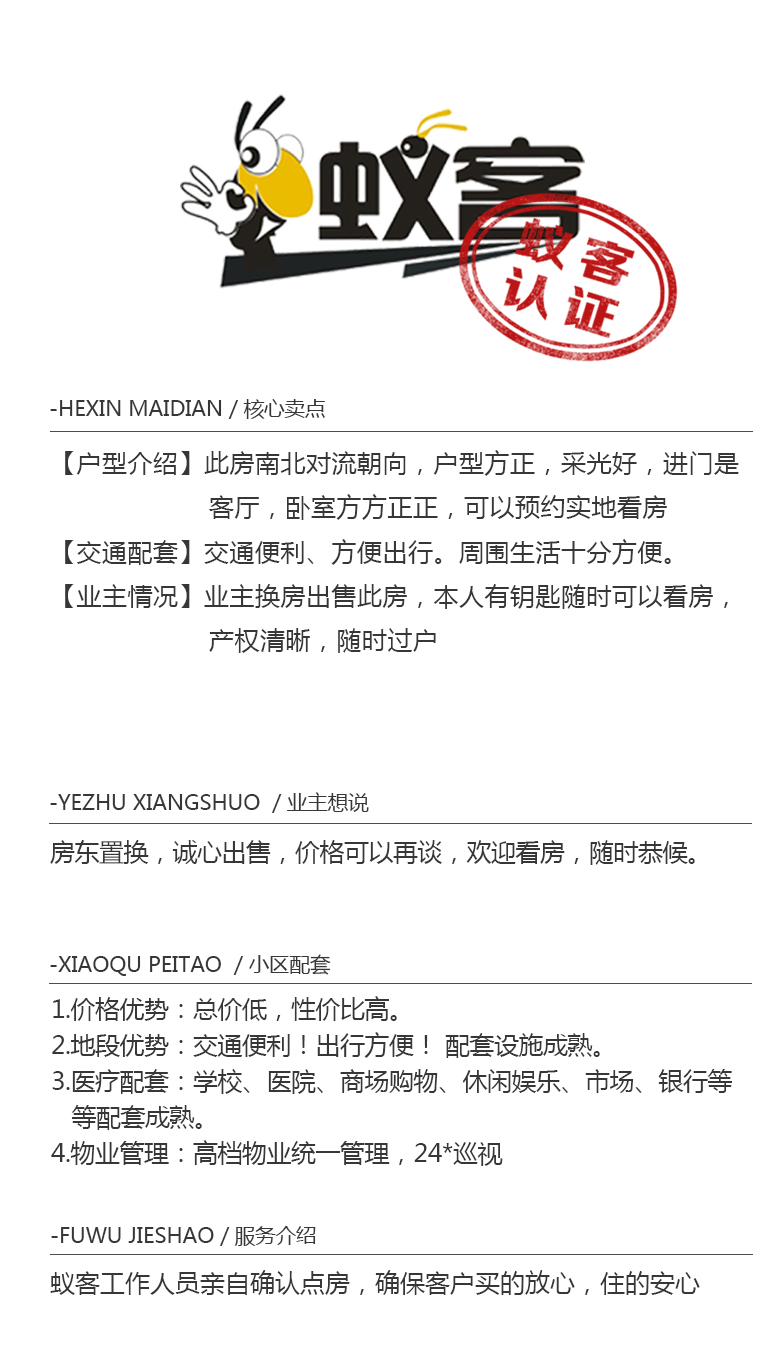 蚁客
蚁客
认证
-HEXIN MAIDIAN / 核心卖点
【户型介绍】此房南北对流朝向，户型方正，采光好，进门是
客厅，卧室方方正正，可以预约实地看房
【交通配套】交通便利、方便出行。周围生活十分方便。
【业主情况】业主换房出售此房，本人有钥匙随时可以看房，
产权清晰，随时过户
-YEZHU XIANGSHUO / 业主想说
房东置换，诚心出售，价格可以再谈，欢迎看房，随时恭候。
-XIAOQU PEITAO / 小区配套
1.价格优势：总价低，性价比高。
2.地段优势：交通便利！出行方便！ 配套设施成熟。
3.医疗配套：学校、医院、商场购物、休闲娱乐、市场、银行等
等配套成熟。
4.物业管理：高档物业统一管理，24*巡视
-FUWU JIESHAO / 服务介绍
蚁客工作人员亲自确认点房，确保客户买的放心，住的安心